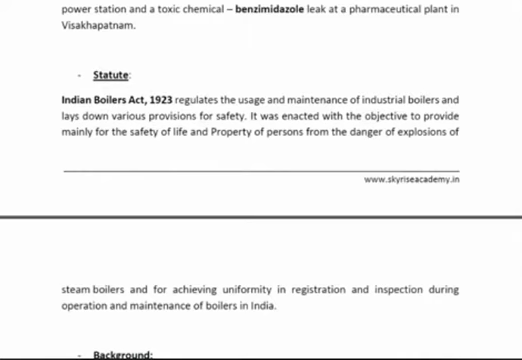 power station and a toxic chemical – benzimidazole leak at a pharmaceutical plant in
Visakhapatnam.
- Statute:
Indian Boilers Act, 1923 regulates the usage and maintenance of industrial boilers and
lays down various provisions for safety. It was enacted with the objective to provide
mainly for the safety of life and Property of persons from the danger of explosions of
www.skyriseacademy.in
steam boilers and for achieving uniformity in registration and inspection during
operation and maintenance of boilers in India.
- Background: